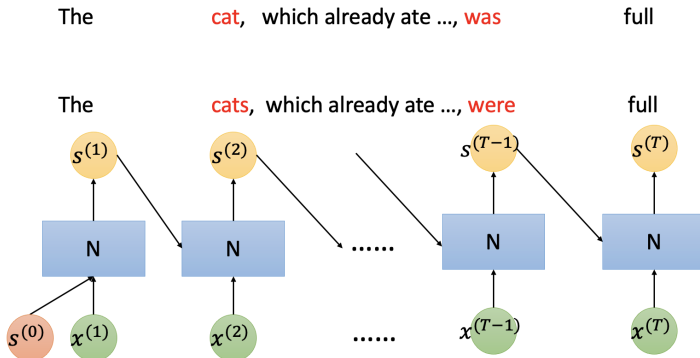 The cat, which already ate ..., was full
The cats, which already ate ..., were full
s^(1) s^(2) s^(T−1) s^(T)
N N ...... N N
s^(0) x^(1) x^(2) ...... x^(T−1) x^(T)